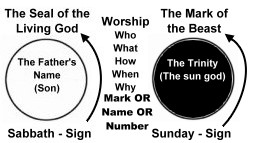 The Seal of the
Living God
The Father's
Name
(Son)
Sabbath - Sign
Worship
Who
What
How
When
Why
Mark OR
Name OR
Number
The Mark of
the Beast
The Trinity
(The sun god)
Sunday - Sign